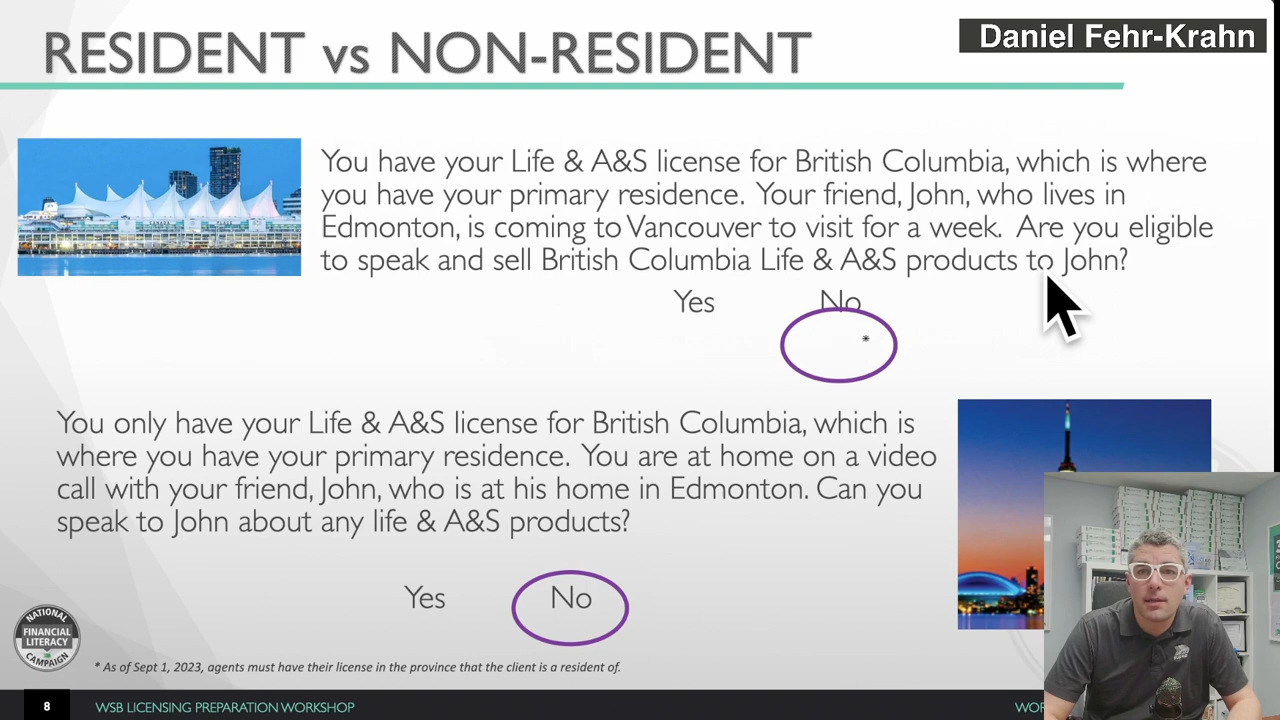 RESIDENT vs NON-RESIDENT
Daniel Fehr-Krahn
You have your Life & A&S license for British Columbia, which is where
you have your primary residence. Your friend, John, who lives in
Edmonton, is coming to Vancouver to visit for a week. Are you eligible
to speak and sell British Columbia Life & A&S products to John?
Yes No
*
You only have your Life & A&S license for British Columbia, which is
where you have your primary residence. You are at home on a video
call with your friend, John, who is at his home in Edmonton. Can you
speak to John about any life & A&S products?
Yes No
NATIONAL
FINANCIAL
LITERACY
CAMPAIGN
* As of Sept 1, 2023, agents must have their license in the province that the client is a resident of.
8 WSB LICENSING PREPARATION WORKSHOP